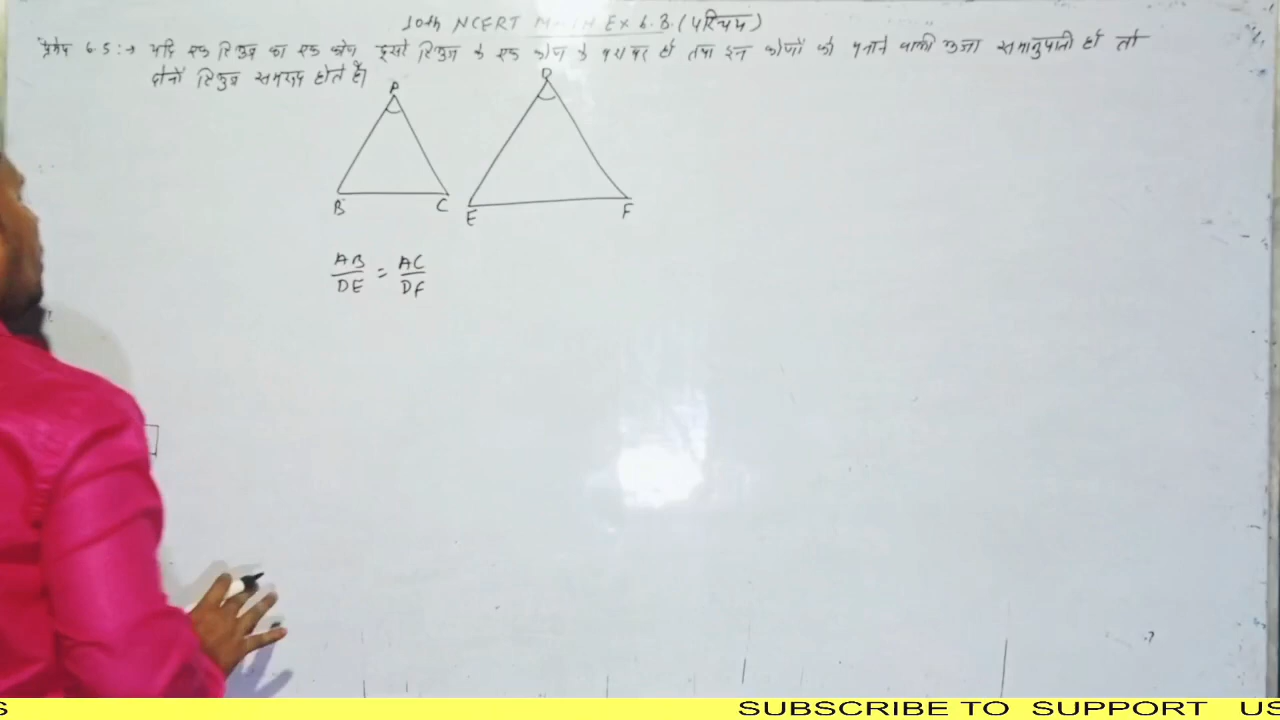 10th NCERT MATH Ex 6.3.(परिचय)
प्रमेय 6.5:→ यदि एक त्रिभुज का एक कोण दूसरे त्रिभुज के एक कोण के बराबर हो तथा इन कोणों को बनाने वाली भुजा समानुपाती हो तो
दोनों त्रिभुज समरूप होते हैं।
A
D
B
C
E
F
AB/DE = AC/DF
S
SUBSCRIBE TO SUPPORT US